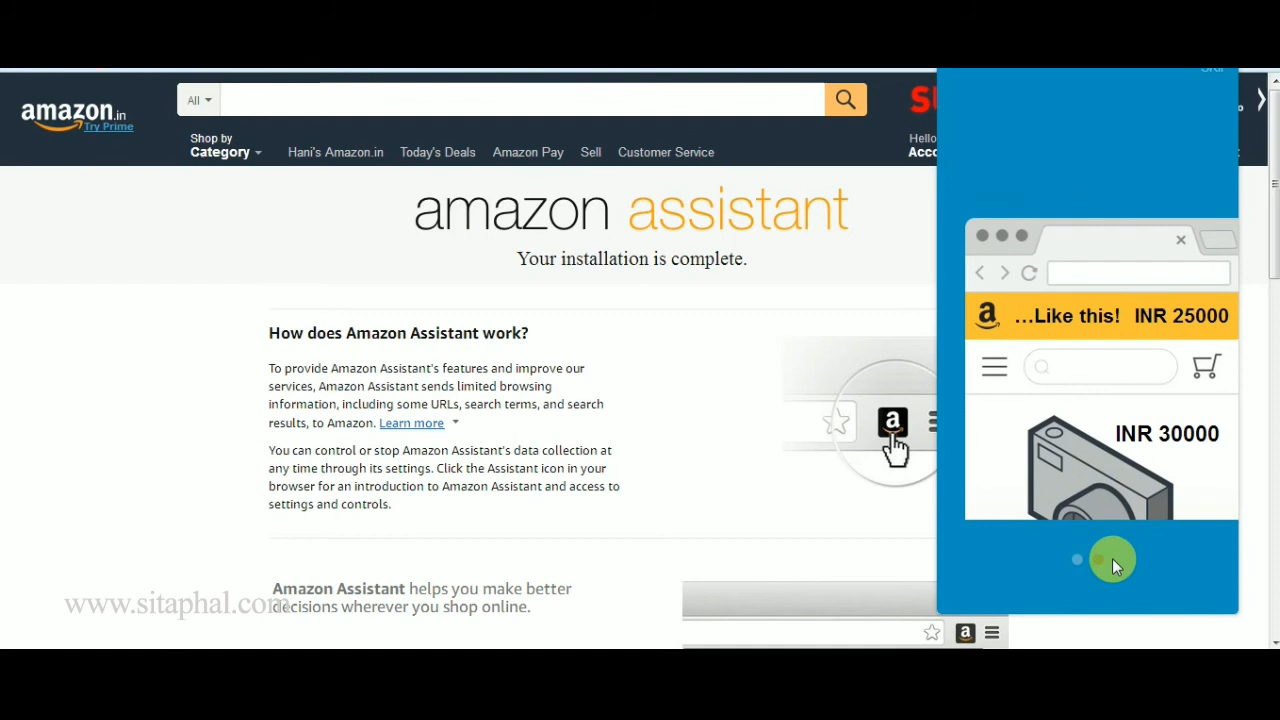 amazon.in
Try Prime
All
Hello
Shop by
Category
Hani's Amazon.in
Today's Deals
Amazon Pay
Sell
Customer Service
amazon assistant
Your installation is complete.
How does Amazon Assistant work?
To provide Amazon Assistant's features and improve our
services, Amazon Assistant sends limited browsing
information, including some URLs, search terms, and search
results, to Amazon. Learn more
You can control or stop Amazon Assistant's data collection at
any time through its settings. Click the Assistant icon in your
browser for an introduction to Amazon Assistant and access to
settings and controls.
a
Amazon Assistant helps you make better
decisions wherever you shop online.
a
a ...Like this! INR 25000
INR 30000
www.sitaphal.com